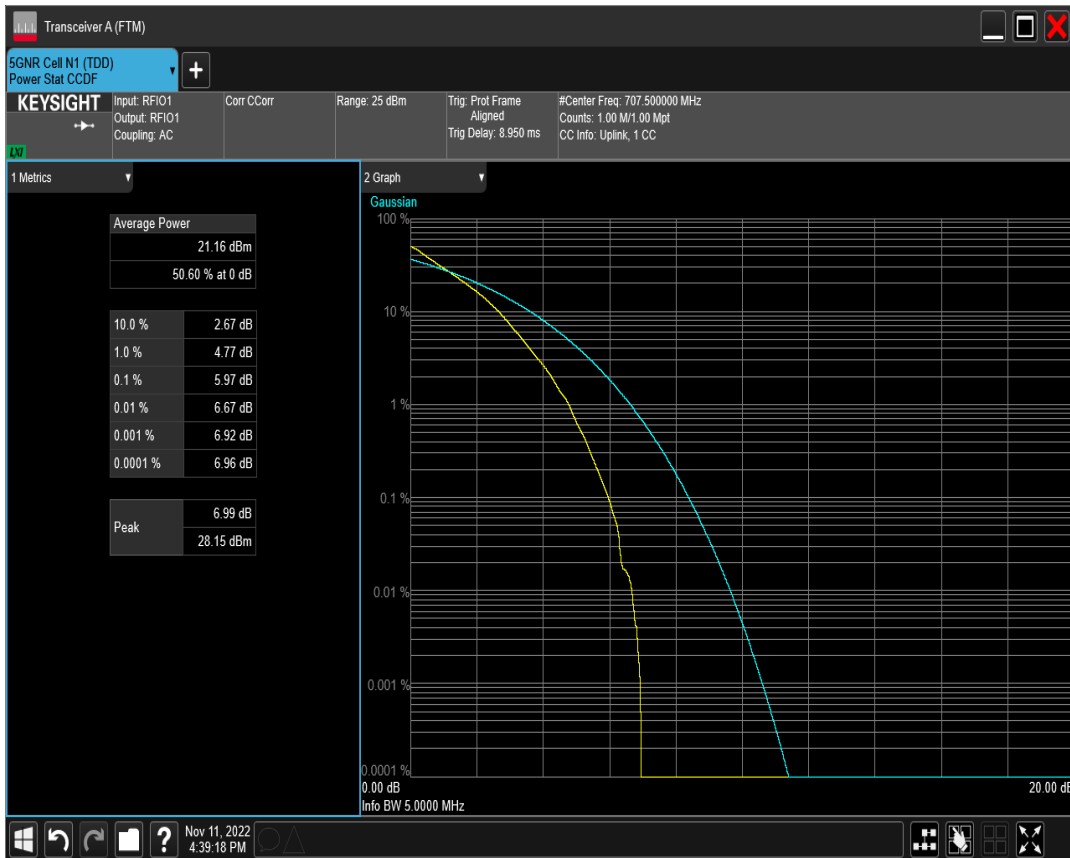 Transceiver A (FTM)
5GNR Cell N1 (TDD)
Power Stat CCDF
+
KEYSIGHT
LXI
Input: RFIO1
Output: RFIO1
Coupling: AC
Corr CCorr
Range: 25 dBm
Trig: Prot Frame
Aligned
Trig Delay: 8.950 ms
#Center Freq: 707.500000 MHz
Counts: 1.00 M/1.00 Mpt
CC Info: Uplink, 1 CC
1 Metrics
Average Power
21.16 dBm
50.60 % at 0 dB
10.0 % 2.67 dB
1.0 % 4.77 dB
0.1 % 5.97 dB
0.01 % 6.67 dB
0.001 % 6.92 dB
0.0001 % 6.96 dB
Peak
6.99 dB
28.15 dBm
2 Graph
Gaussian
100 %
10 %
1 %
0.1 %
0.01 %
0.001 %
0.0001 %
0.00 dB 20.00 dB
Info BW 5.0000 MHz
?
Nov 11, 2022
4:39:18 PM